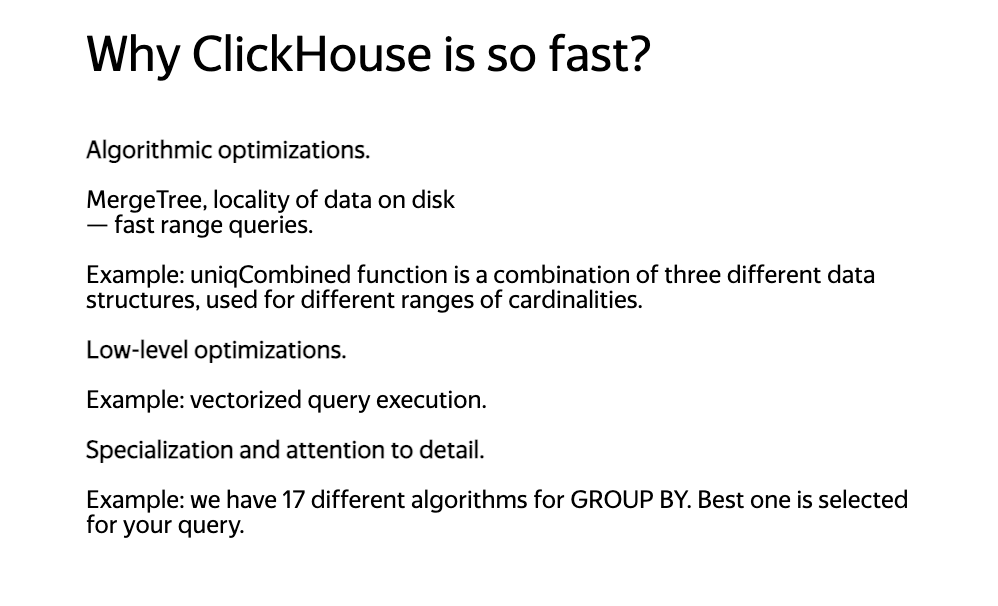 Why ClickHouse is so fast?
Algorithmic optimizations.
MergeTree, locality of data on disk
— fast range queries.
Example: uniqCombined function is a combination of three different data
structures, used for different ranges of cardinalities.
Low-level optimizations.
Example: vectorized query execution.
Specialization and attention to detail.
Example: we have 17 different algorithms for GROUP BY. Best one is selected
for your query.